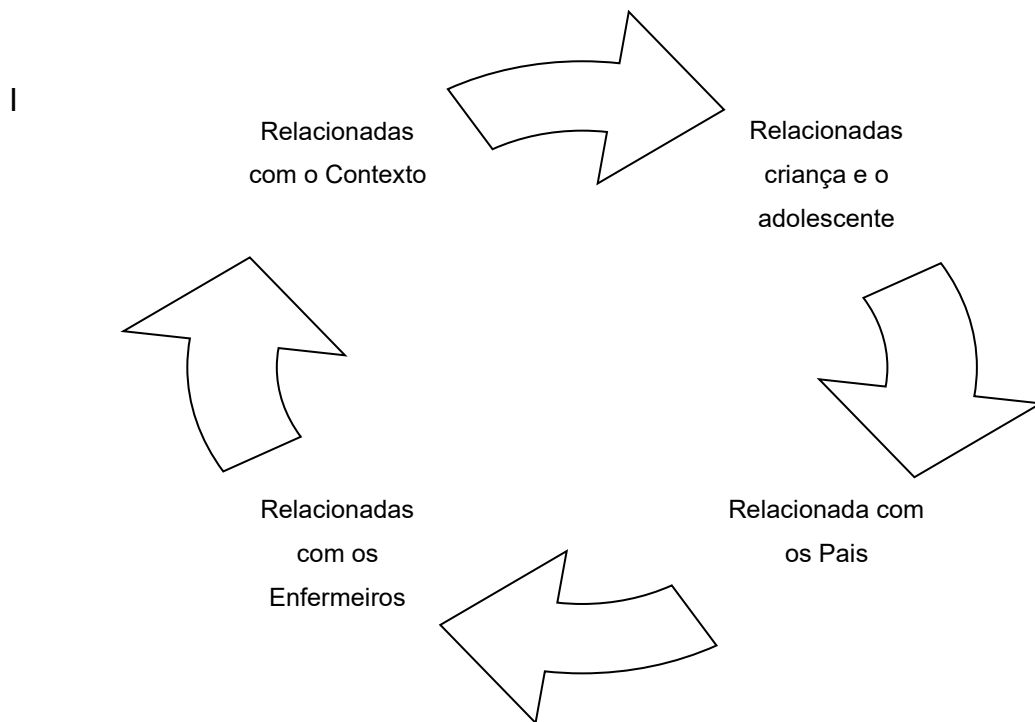 I
Relacionadas
com o Contexto
Relacionadas
criança e o
adolescente
Relacionada com
os Pais
Relacionadas
com os
Enfermeiros